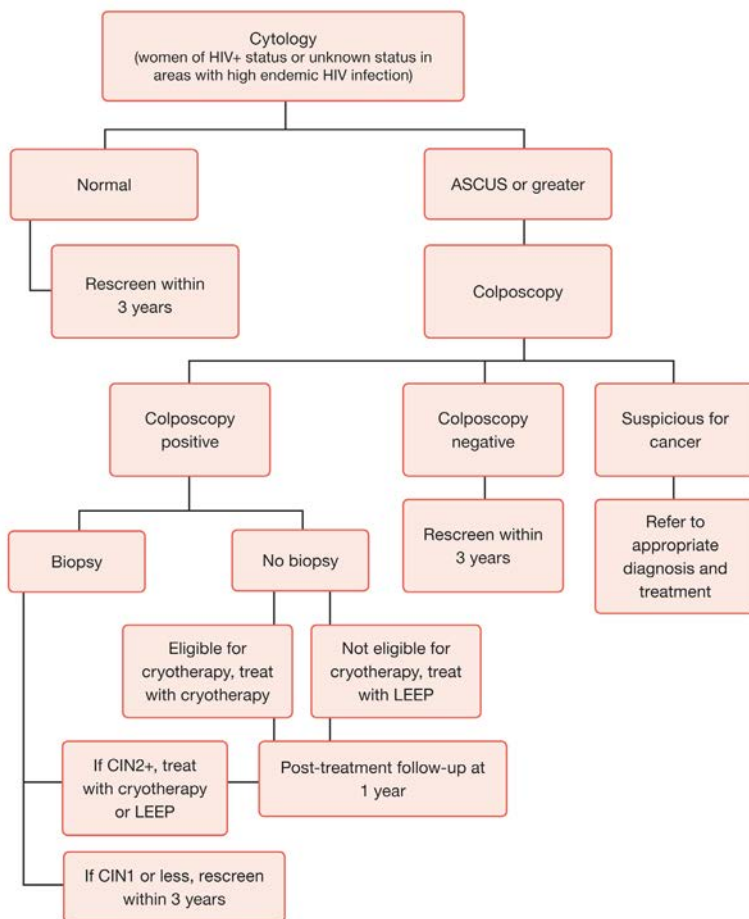 Cytology
(women of HIV+ status or unknown status in
areas with high endemic HIV infection)
Normal
ASCUS or greater
Rescreen within
3 years
Colposcopy
Colposcopy
positive
Colposcopy
negative
Suspicious for
cancer
Biopsy
No biopsy
Rescreen within
3 years
Refer to
appropriate
diagnosis and
treatment
Eligible for
cryotherapy, treat
with cryotherapy
Not eligible for
cryotherapy, treat
with LEEP
If CIN2+, treat
with cryotherapy
or LEEP
Post-treatment follow-up at
1 year
If CIN1 or less, rescreen
within 3 years